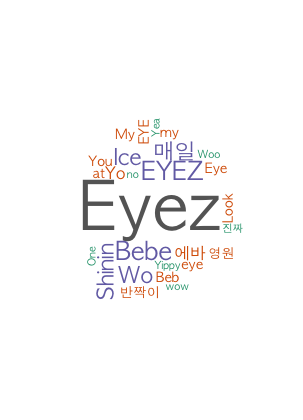 EYE
Yea
My
my
Ice
매일
Woo
You
at
Yo
no
EYEZ
Eye
Eyez
Look
진짜
One
Shinin
Bebe
에바
영원
Wo
Yippy
eye
Beb
반짝이
wow